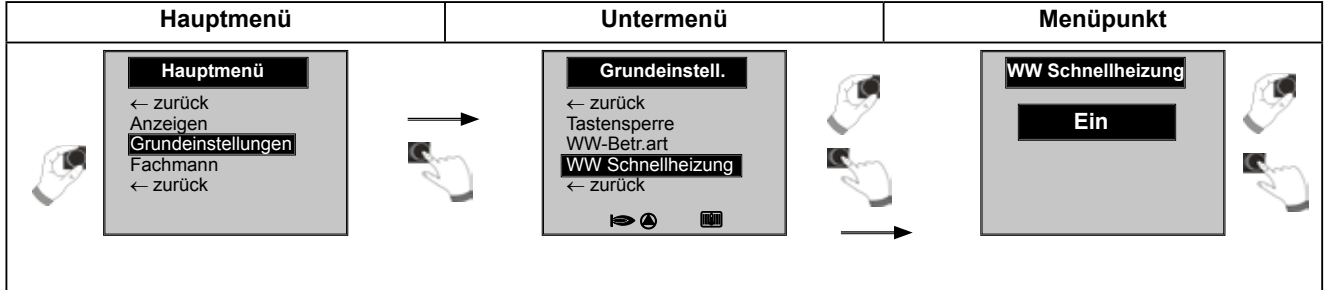 Hauptmenü
Untermenü
Menüpunkt
Hauptmenü
← zurück
Anzeigen
Grundeinstellungen
Fachmann
← zurück
Grundeinstell.
← zurück
Tastensperre
WW-Betr.art
WW Schnellheizung
← zurück
WW Schnellheizung
Ein